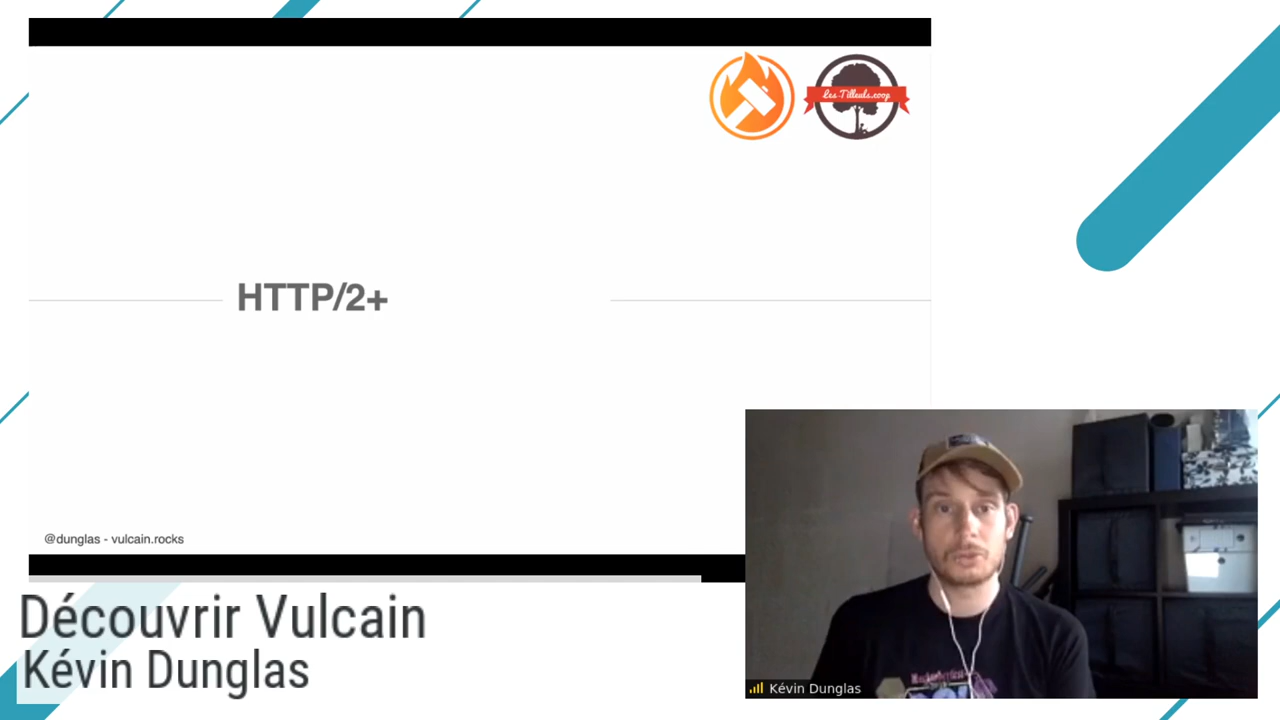 Les-Tilleuls.coop
HTTP/2+
@dunglas - vulcain.rocks
Découvrir Vulcain
Kévin Dunglas
Kévin Dunglas